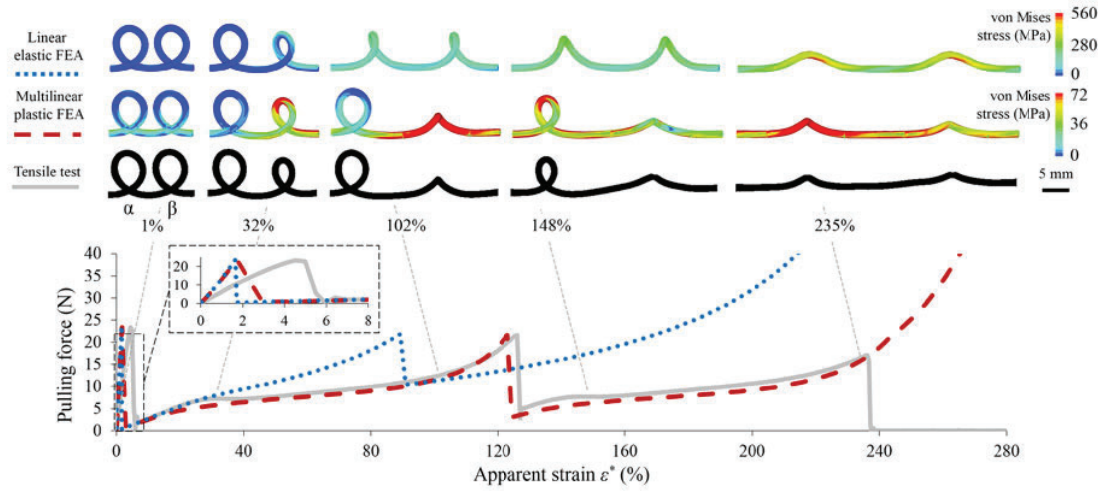 Linear
elastic FEA
von Mises
stress (MPa)
560
280
0
Multilinear
plastic FEA
von Mises
stress (MPa)
72
36
0
Tensile test
5 mm
α
β
1%
32%
102%
148%
235%
Pulling force (N)
40
35
30
25
20
15
10
5
0
20
10
0
0
2
4
6
8
0
40
80
120
160
200
240
280
Apparent strain ε* (%)